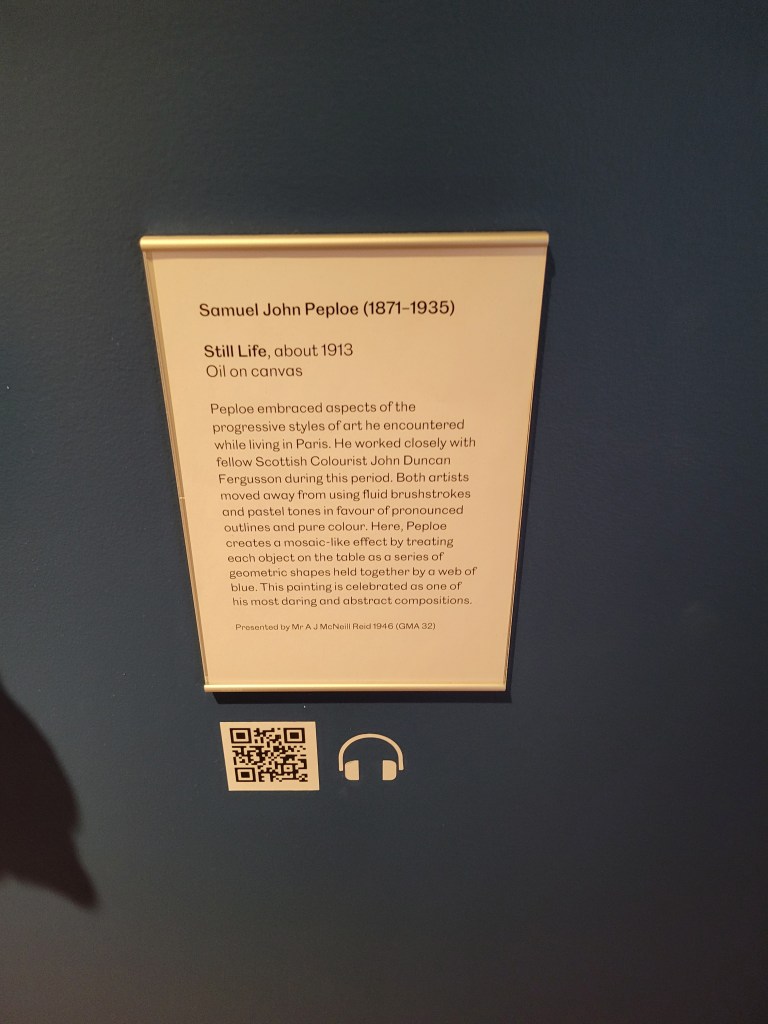 Samuel John Peploe (1871–1935)
Still Life, about 1913
Oil on canvas
Peploe embraced aspects of the
progressive styles of art he encountered
while living in Paris. He worked closely with
fellow Scottish Colourist John Duncan
Fergusson during this period. Both artists
moved away from using fluid brushstrokes
and pastel tones in favour of pronounced
outlines and pure colour. Here, Peploe
creates a mosaic-like effect by treating
each object on the table as a series of
geometric shapes held together by a web of
blue. This painting is celebrated as one of
his most daring and abstract compositions.
Presented by Mr A J McNeill Reid 1946 (GMA 32)